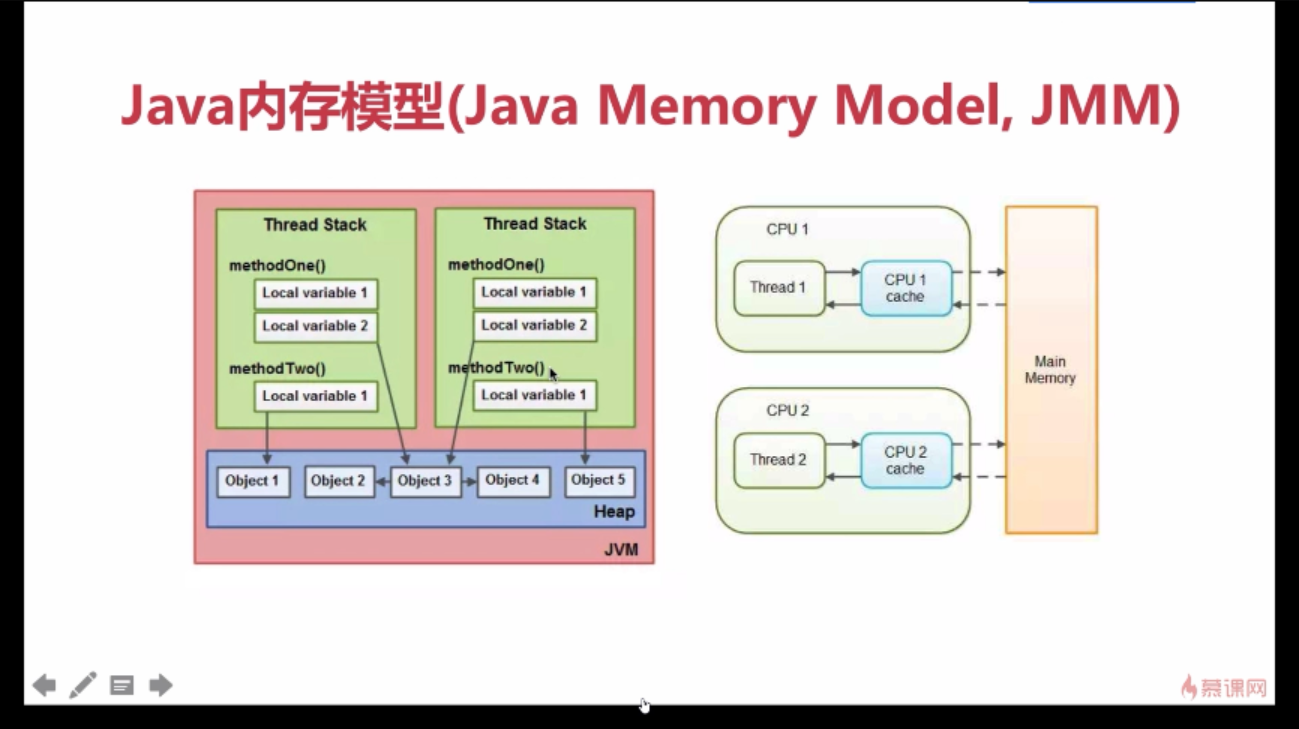 Java内存模型(Java Memory Model, JMM)
Thread Stack
methodOne()
Local variable 1
Local variable 2
methodTwo()
Local variable 1
Thread Stack
methodOne()
Local variable 1
Local variable 2
methodTwo()
Local variable 1
Object 1
Object 2
Object 3
Object 4
Object 5
Heap
JVM
CPU 1
Thread 1
CPU 1
cache
CPU 2
Thread 2
CPU 2
cache
Main
Memory
慕课网